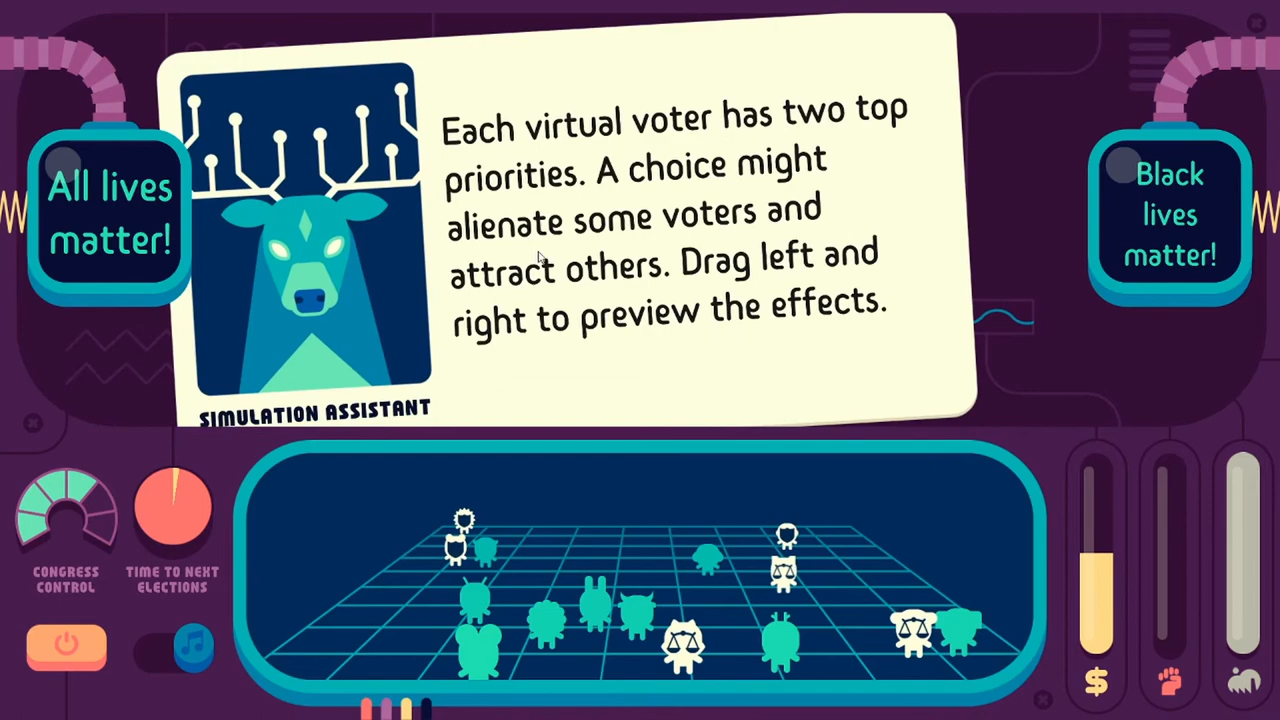 Each virtual voter has two top
priorities. A choice might
alienate some voters and
attract others. Drag left and
right to preview the effects.
All lives
matter!
Black
lives
matter!
SIMULATION ASSISTANT
CONGRESS
CONTROL
TIME TO NEXT
ELECTIONS
$